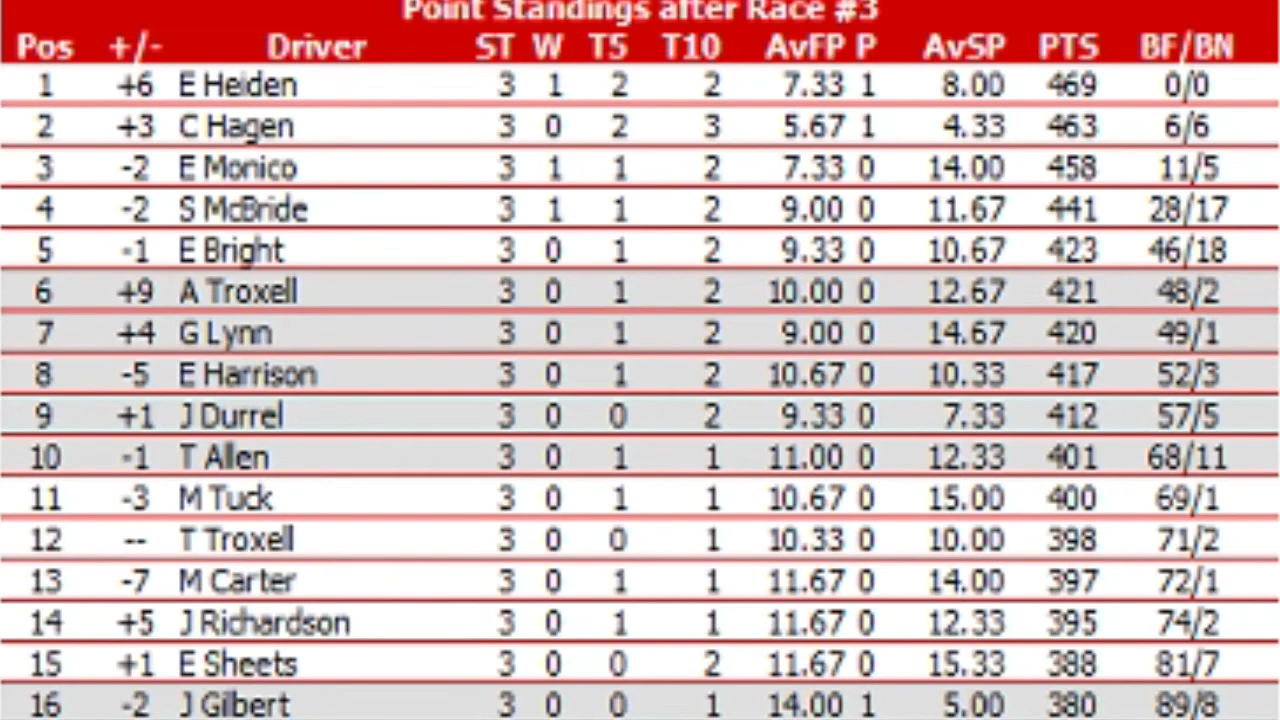 Point Standings after Race #3
Pos +/- Driver ST W T5 T10 AvFP P AvSP PTS BF/BN
1 +6 E Heiden 3 1 2 2 7.33 1 8.00 469 0/0
2 +3 C Hagen 3 0 2 3 5.67 1 4.33 463 6/6
3 -2 E Monico 3 1 1 2 7.33 0 14.00 458 11/5
4 -2 S McBride 3 1 1 2 9.00 0 11.67 441 28/17
5 -1 E Bright 3 0 1 2 9.33 0 10.67 423 46/18
6 +9 A Troxell 3 0 1 2 10.00 0 12.67 421 48/2
7 +4 G Lynn 3 0 1 2 9.00 0 14.67 420 49/1
8 -5 E Harrison 3 0 1 2 10.67 0 10.33 417 52/3
9 +1 J Durrel 3 0 0 2 9.33 0 7.33 412 57/5
10 -1 T Allen 3 0 1 1 11.00 0 12.33 401 68/11
11 -3 M Tuck 3 0 1 1 10.67 0 15.00 400 69/1
12 -- T Troxell 3 0 0 1 10.33 0 10.00 398 71/2
13 -7 M Carter 3 0 1 1 11.67 0 14.00 397 72/1
14 +5 J Richardson 3 0 1 1 11.67 0 12.33 395 74/2
15 +1 E Sheets 3 0 0 2 11.67 0 15.33 388 81/7
16 -2 J Gilbert 3 0 0 1 14.00 1 5.00 380 89/8